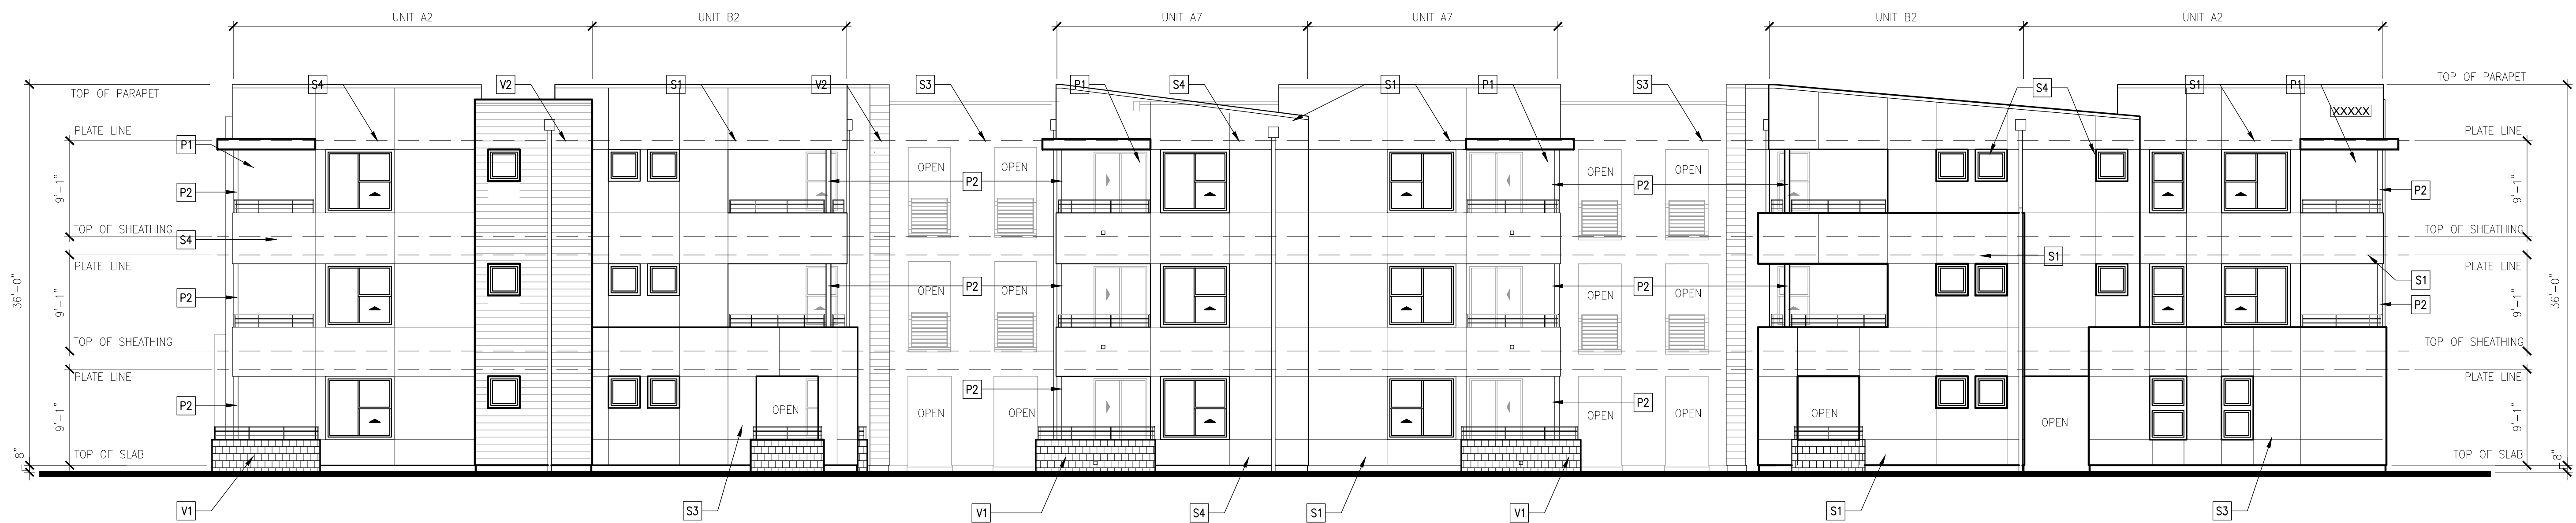 UNIT A2 UNIT B2 UNIT A7 UNIT A7 UNIT B2 UNIT A2
S4 V2 S1 V2 S3 P1 S4 S1 P1 S3 S4 S1 P1
TOP OF PARAPET TOP OF PARAPET
XXXXX
PLATE LINE PLATE LINE
P1
OPEN OPEN OPEN OPEN
9'-1" P2 P2 P2 P2 9'-1"
TOP OF SHEATHING TOP OF SHEATHING
S4
S1
PLATE LINE PLATE LINE
36'-0" S1 36'-0"
P2 OPEN P2 OPEN OPEN P2 OPEN P2
9'-1" 9'-1"
TOP OF SHEATHING TOP OF SHEATHING
PLATE LINE PLATE LINE
P2 P2 P2
9'-1" OPEN OPEN OPEN OPEN OPEN OPEN OPEN 9'-1"
TOP OF SLAB TOP OF SLAB
8" 8"
V1 S3 V1 S4 S1 V1 S1 S3